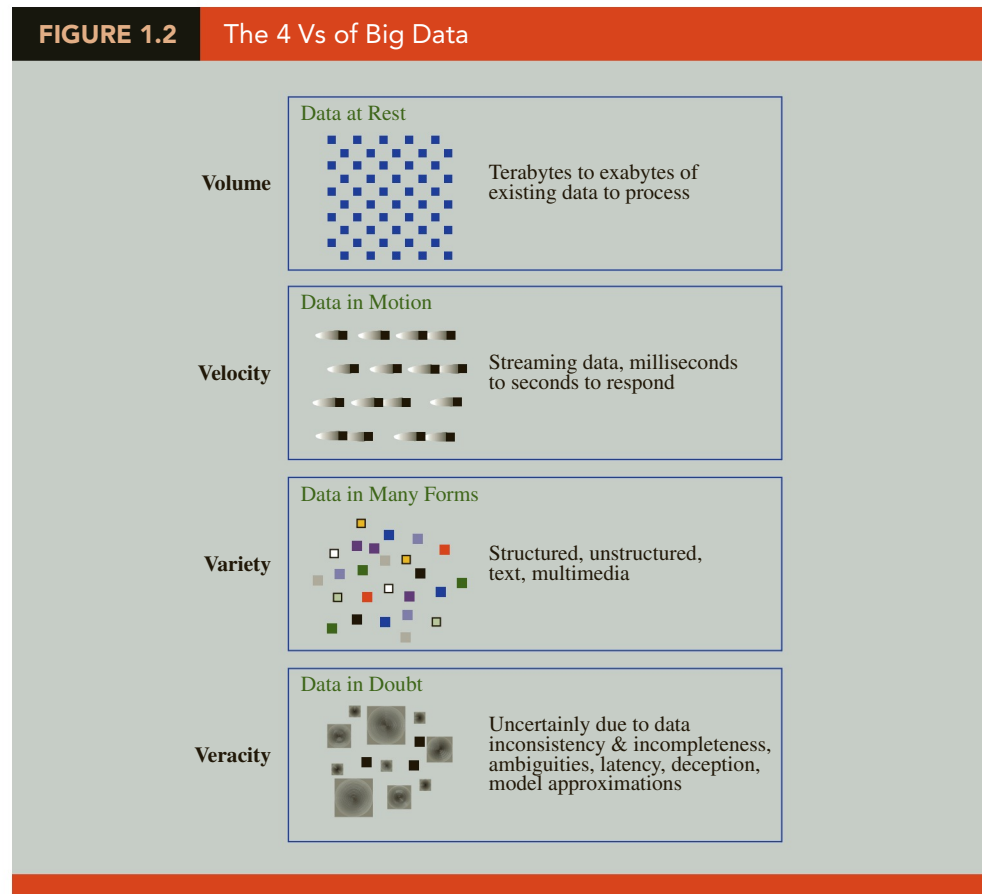 FIGURE 1.2 The 4 Vs of Big Data
Data at Rest
Volume
Terabytes to exabytes of
existing data to process
Data in Motion
Velocity
Streaming data, milliseconds
to seconds to respond
Data in Many Forms
Variety
Structured, unstructured,
text, multimedia
Data in Doubt
Veracity
Uncertainly due to data
inconsistency & incompleteness,
ambiguities, latency, deception,
model approximations